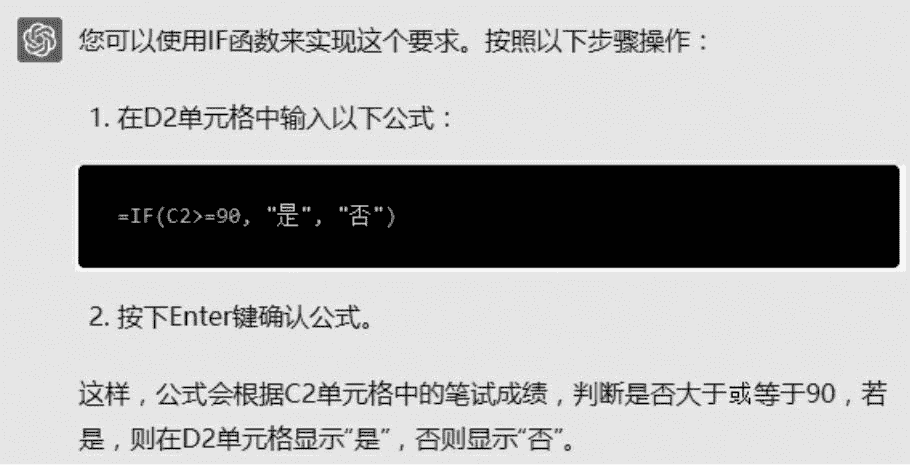 您可以使用IF函数来实现这个要求。按照以下步骤操作：
1. 在D2单元格中输入以下公式：
=IF(C2>=90, "是", "否")
2. 按下Enter键确认公式。
这样，公式会根据C2单元格中的笔试成绩，判断是否大于或等于90，若
是，则在D2单元格显示“是”，否则显示“否”。